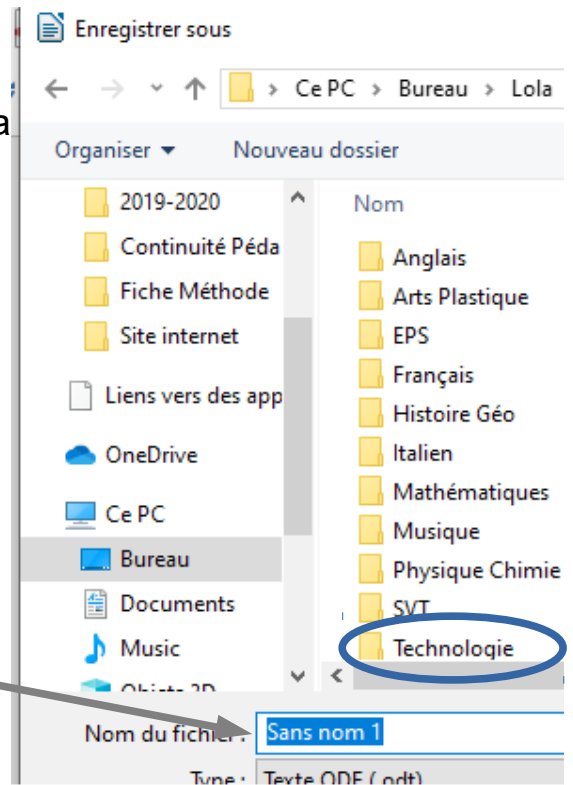 Enregistrer sous
a
Ce PC > Bureau > Lola
Organiser Nouveau dossier
2019-2020
Continuité Péda
Fiche Méthode
Site internet
Liens vers des app
OneDrive
Ce PC
Bureau
Documents
Music
Objets 3D
Nom
Anglais
Arts Plastique
EPS
Français
Histoire Géo
Italien
Mathématiques
Musique
Physique Chimie
SVT
Technologie
Nom du fichier : Sans nom 1
Type : Texte ODF (.odt)